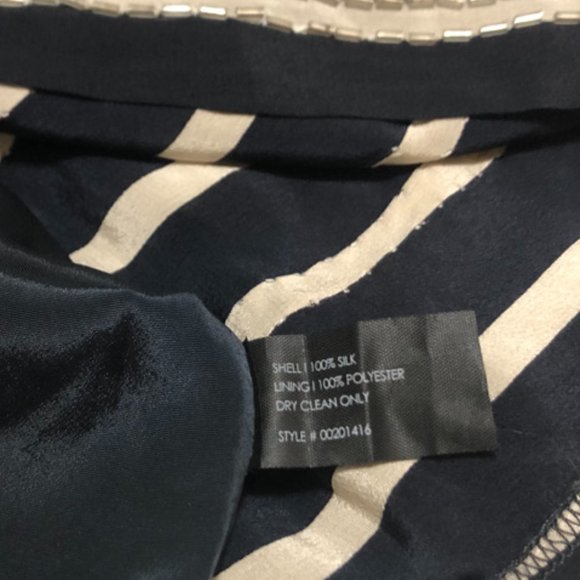 SHELL | 100% SILK
LINING | 100% POLYESTER
DRY CLEAN ONLY
STYLE # 00201416